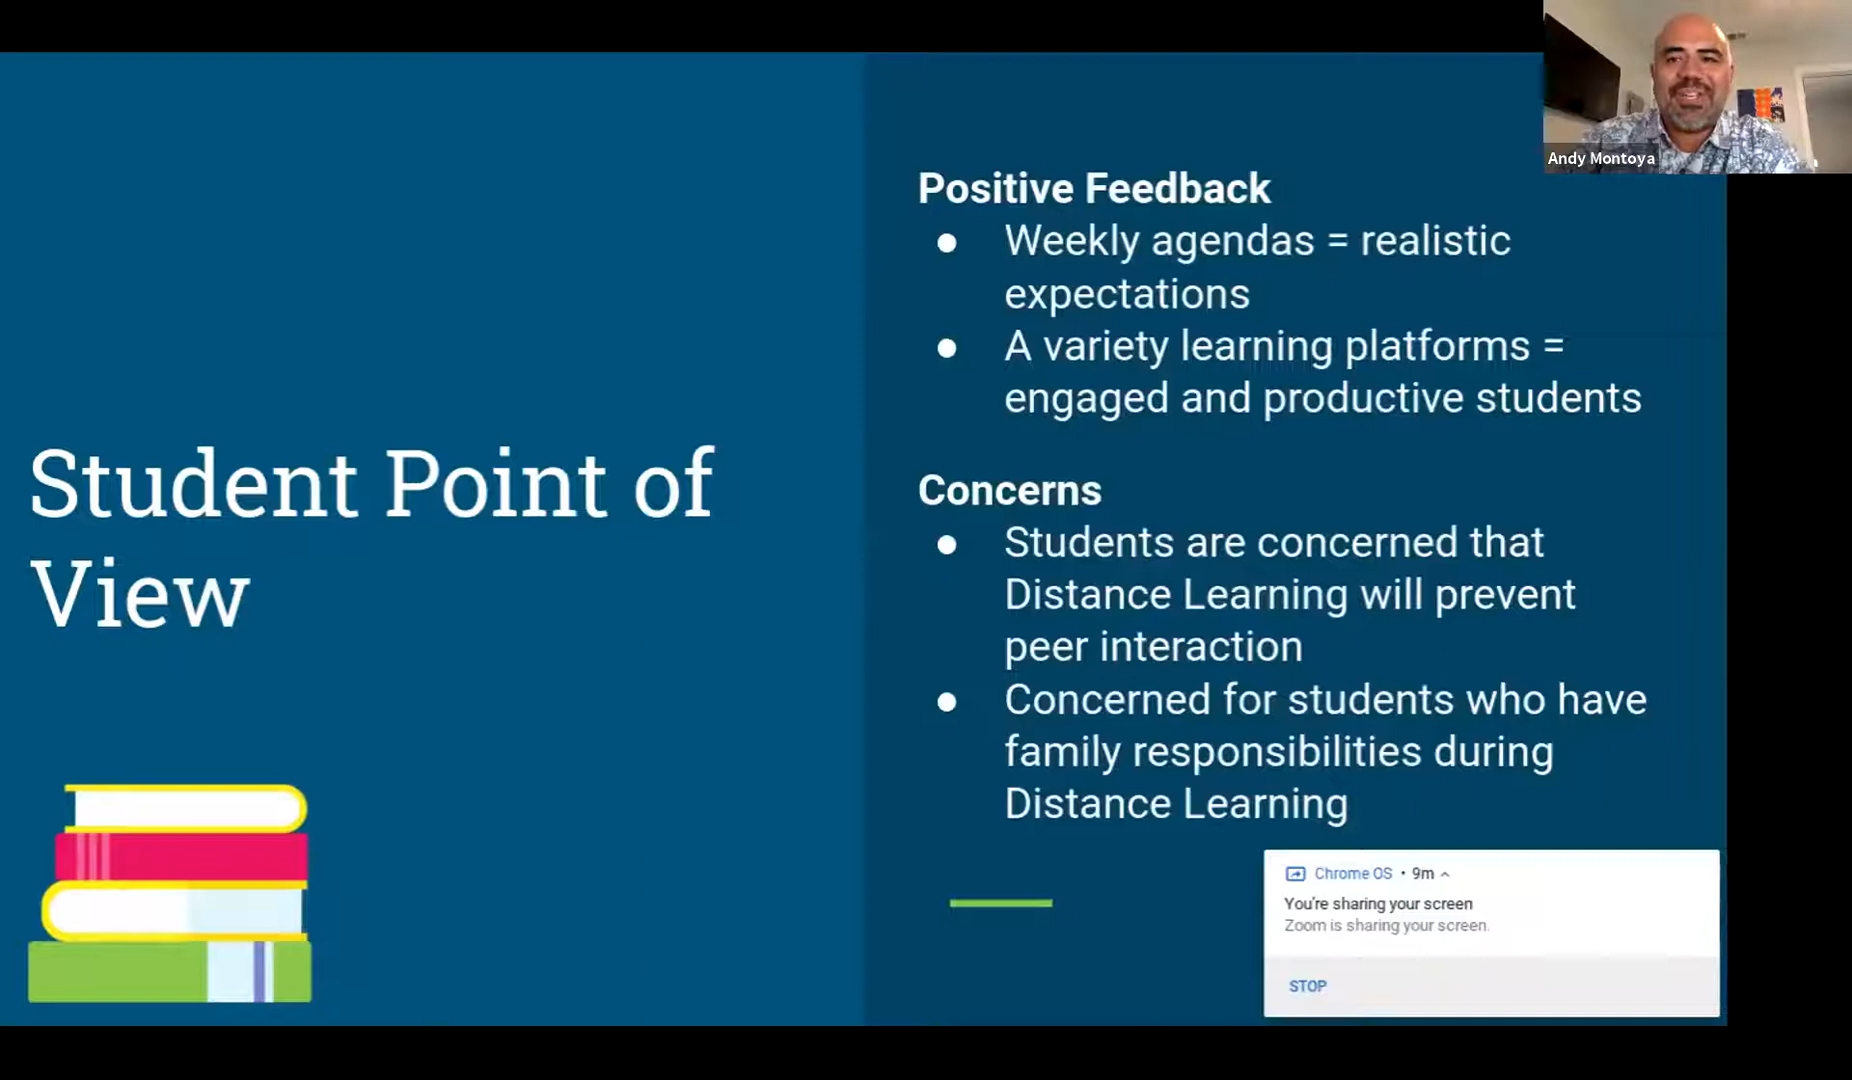 Andy Montoya
Student Point of
View
Positive Feedback
● Weekly agendas = realistic
expectations
● A variety learning platforms =
engaged and productive students
Concerns
● Students are concerned that
Distance Learning will prevent
peer interaction
● Concerned for students who have
family responsibilities during
Distance Learning
Chrome OS • 9m
You're sharing your screen
Zoom is sharing your screen.
STOP